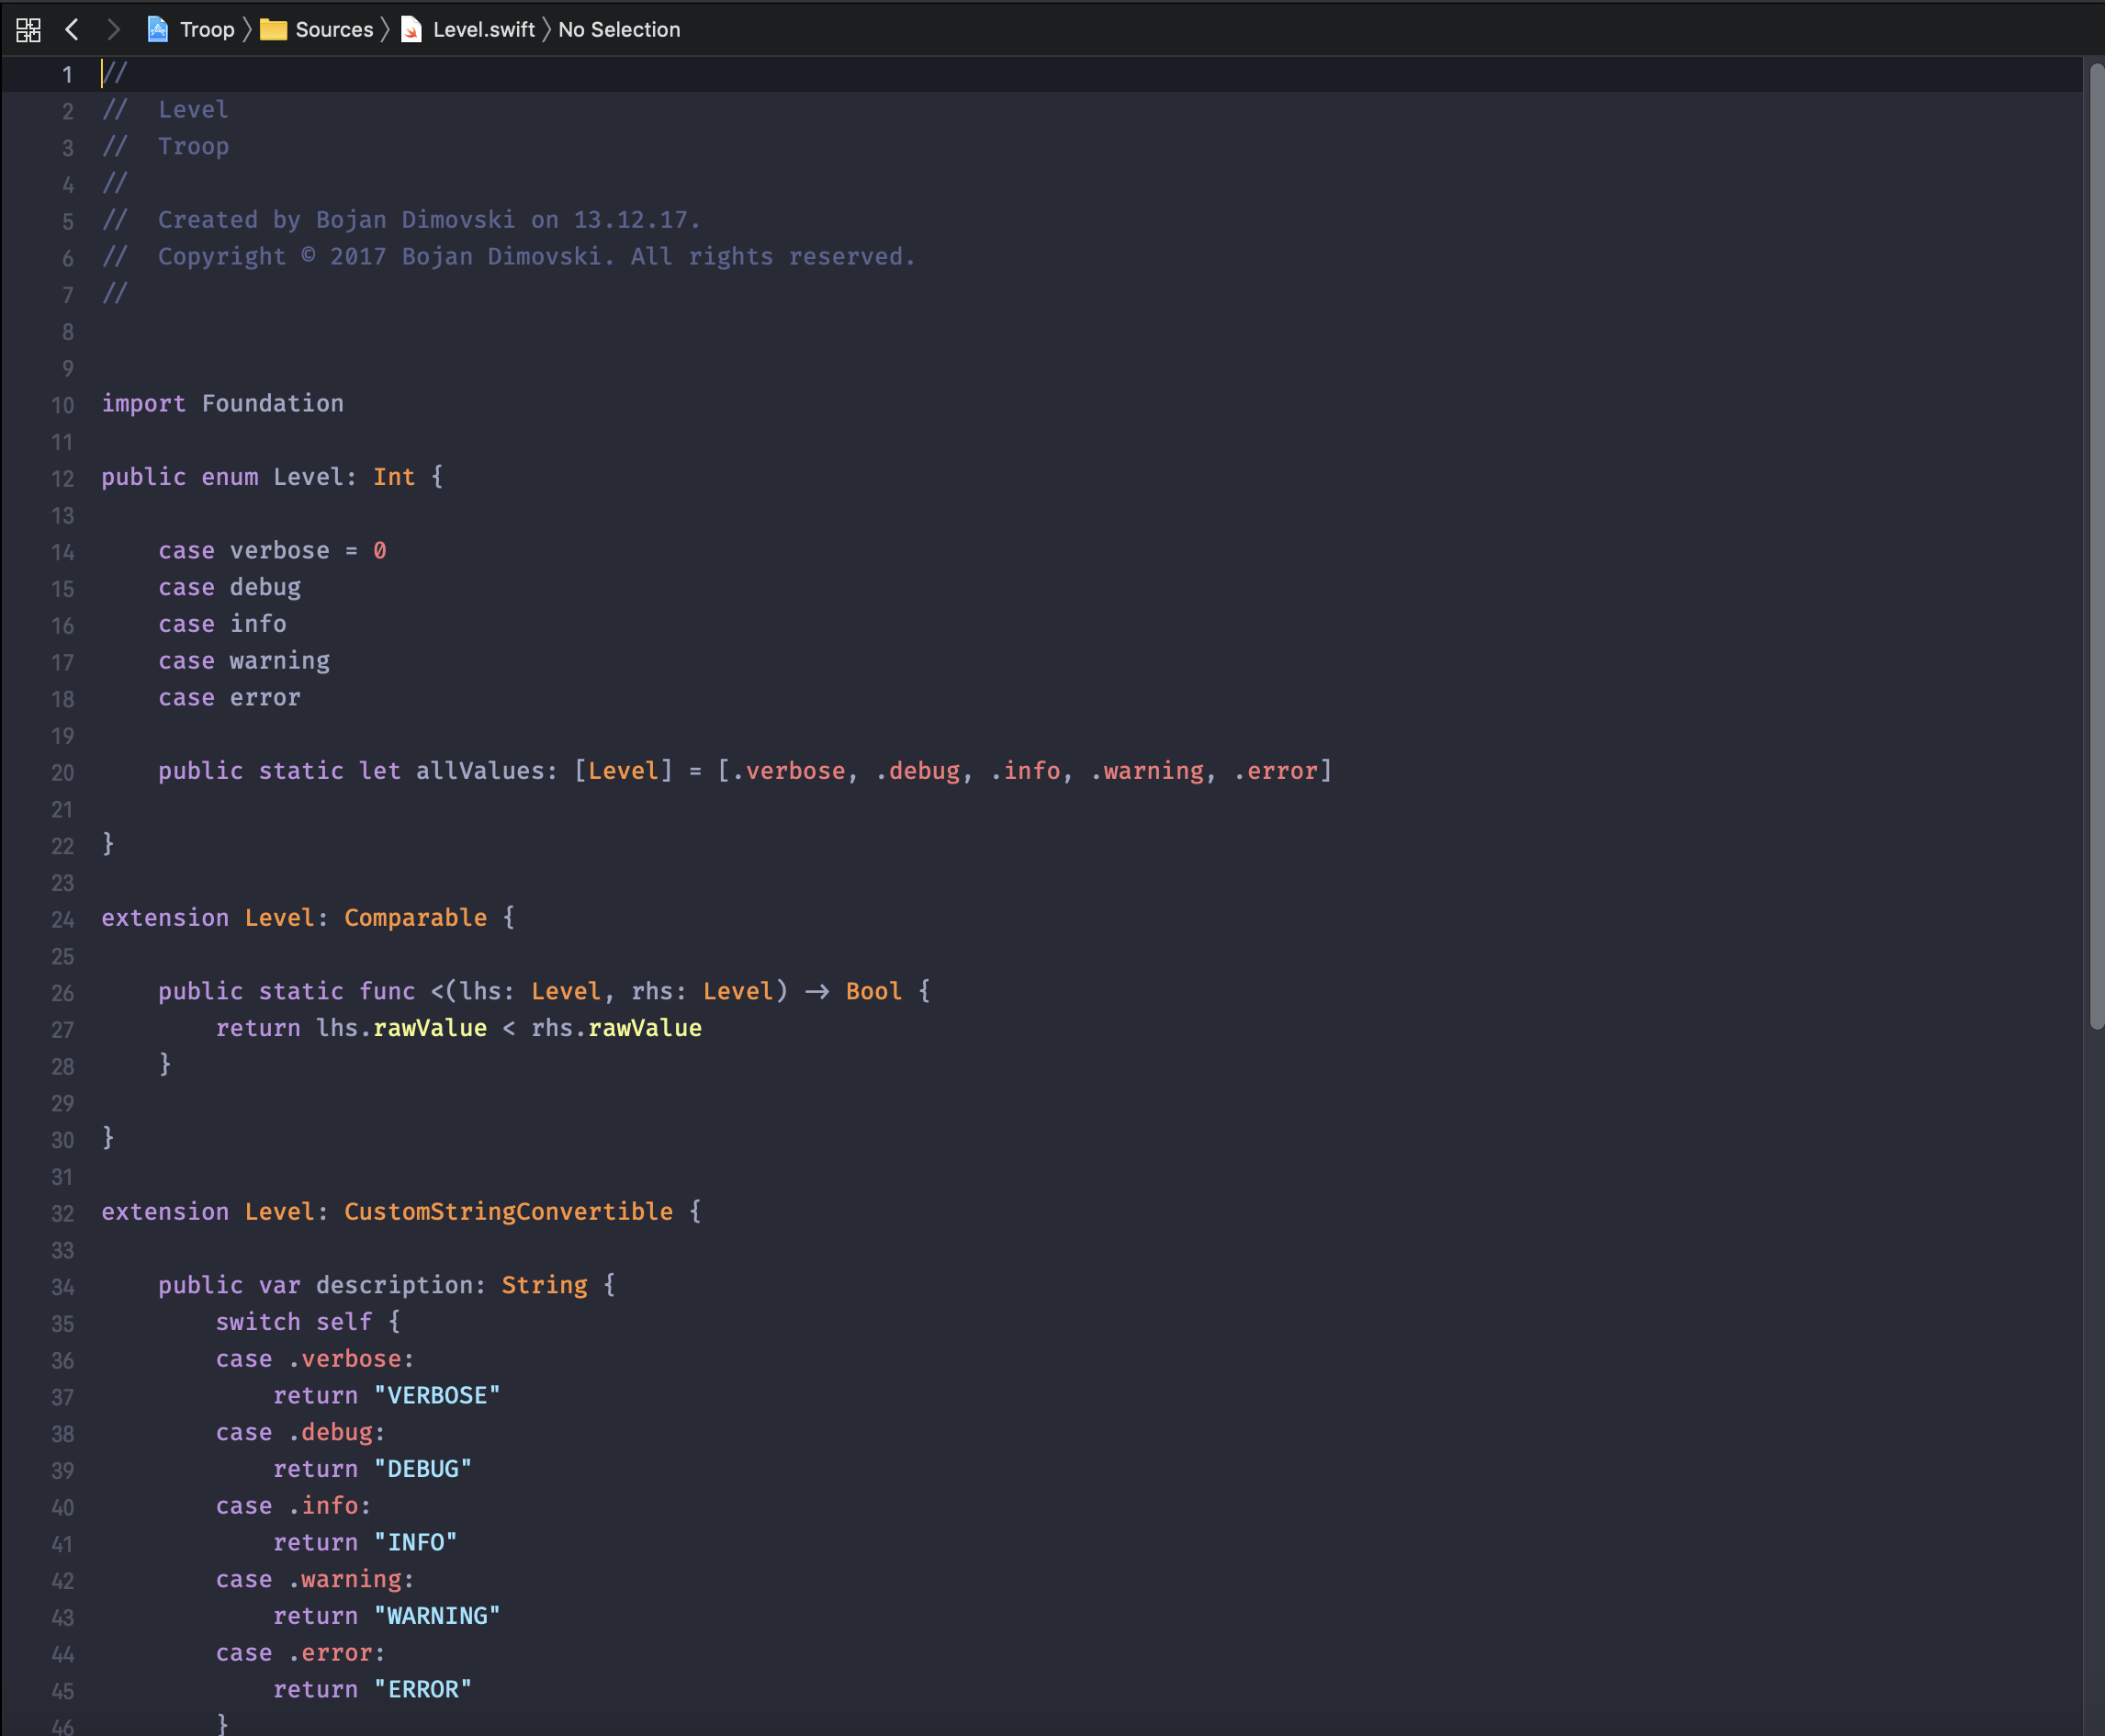 Troop 〉 Sources 〉 Level.swift 〉 No Selection
1 //
2 //  Level
3 //  Troop
4 //
5 //  Created by Bojan Dimovski on 13.12.17.
6 //  Copyright © 2017 Bojan Dimovski. All rights reserved.
7 //
8
9
10 import Foundation
11
12 public enum Level: Int {
13
14     case verbose = 0
15     case debug
16     case info
17     case warning
18     case error
19
20     public static let allValues: [Level] = [.verbose, .debug, .info, .warning, .error]
21
22 }
23
24 extension Level: Comparable {
25
26     public static func <(lhs: Level, rhs: Level) -> Bool {
27         return lhs.rawValue < rhs.rawValue
28     }
29
30 }
31
32 extension Level: CustomStringConvertible {
33
34     public var description: String {
35         switch self {
36         case .verbose:
37             return "VERBOSE"
38         case .debug:
39             return "DEBUG"
40         case .info:
41             return "INFO"
42         case .warning:
43             return "WARNING"
44         case .error:
45             return "ERROR"
46         }